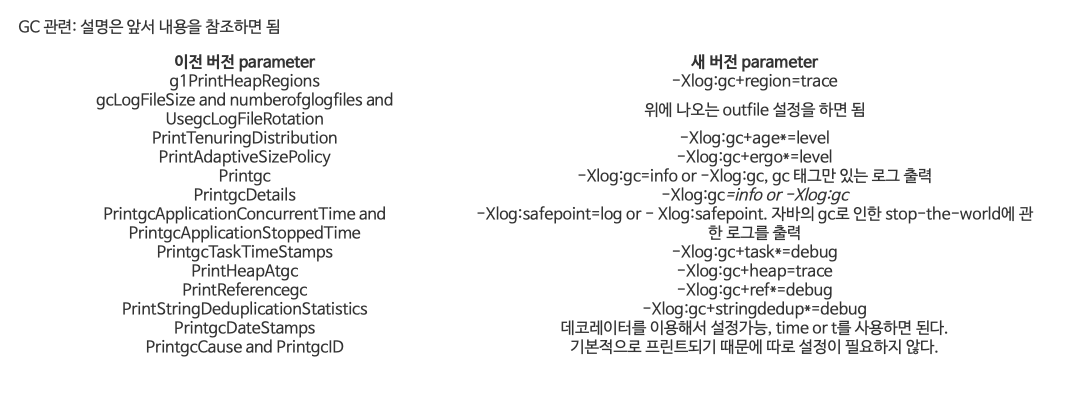 GC 관련: 설명은 앞서 내용을 참조하면 됨
이전 버전 parameter 새 버전 parameter
g1PrintHeapRegions -Xlog:gc+region=trace
gcLogFileSize and numberofglogfiles and
UsegcLogFileRotation
위에 나오는 outfile 설정을 하면 됨
PrintTenuringDistribution -Xlog:gc+age*=level
PrintAdaptiveSizePolicy -Xlog:gc+ergo*=level
Printgc -Xlog:gc=info or -Xlog:gc, gc 태그만 있는 로그 출력
PrintgcDetails -Xlog:gc=info or -Xlog:gc
PrintgcApplicationConcurrentTime and
PrintgcApplicationStoppedTime
-Xlog:safepoint=log or - Xlog:safepoint. 자바의 gc로 인한 stop-the-world에 관
한 로그를 출력
PrintgcTaskTimeStamps -Xlog:gc+task*=debug
PrintHeapAtgc -Xlog:gc+heap=trace
PrintReferencegc -Xlog:gc+ref*=debug
PrintStringDeduplicationStatistics -Xlog:gc+stringdedup*=debug
PrintgcDateStamps 데코레이터를 이용해서 설정가능, time or t를 사용하면 된다.
PrintgcCause and PrintgcID 기본적으로 프린트되기 때문에 따로 설정이 필요하지 않다.